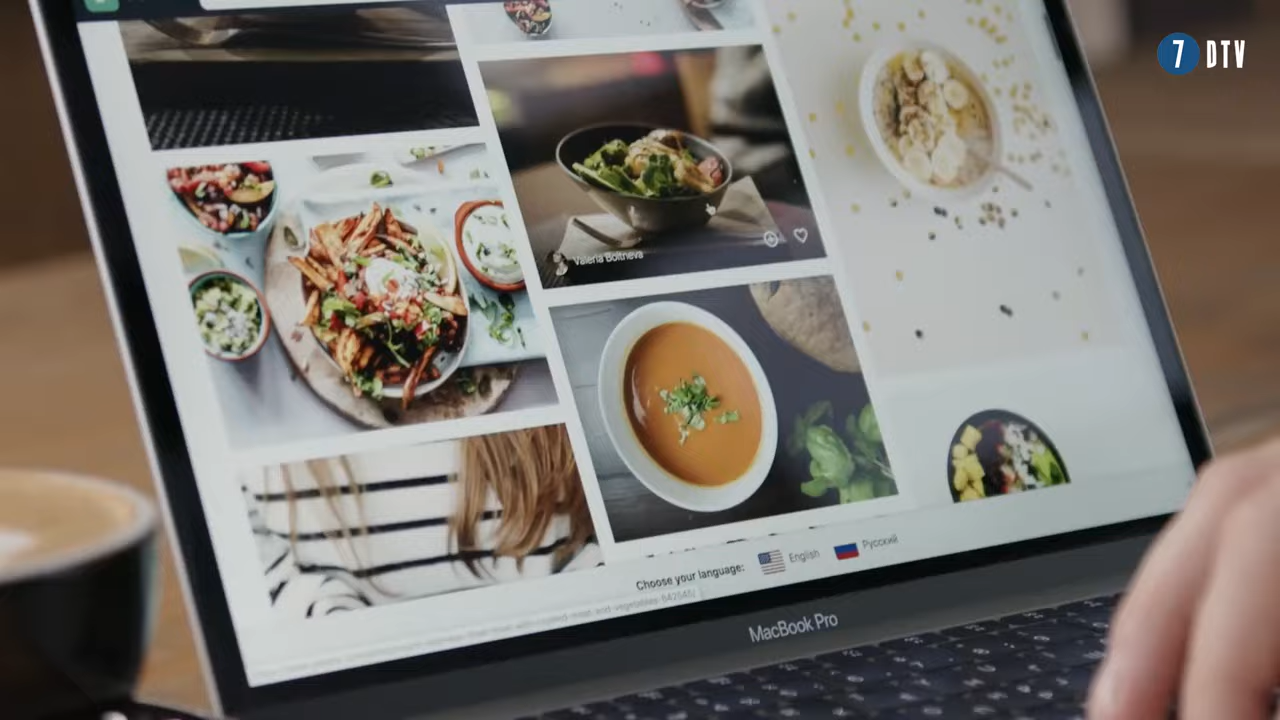 7 DTV
Valeria Boltneva
Choose your language:
English
Русский
MacBook Pro